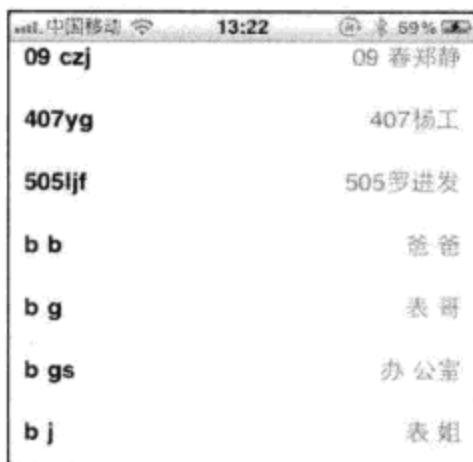 中国移动 13:22 59%
09 czj 09 春郑静
407yg 407杨工
505ljf 505罗进发
b b 爸 爸
b g 表 哥
b gs 办 公室
b j 表 姐